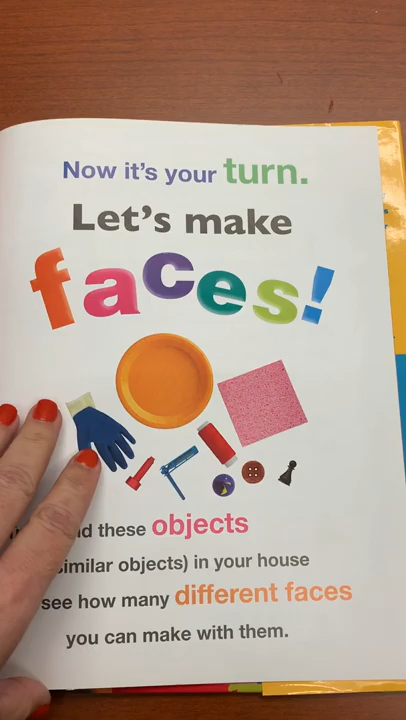 Now it's your turn.
Let's make
faces!
these objects
similar objects) in your house
see how many different faces
you can make with them.